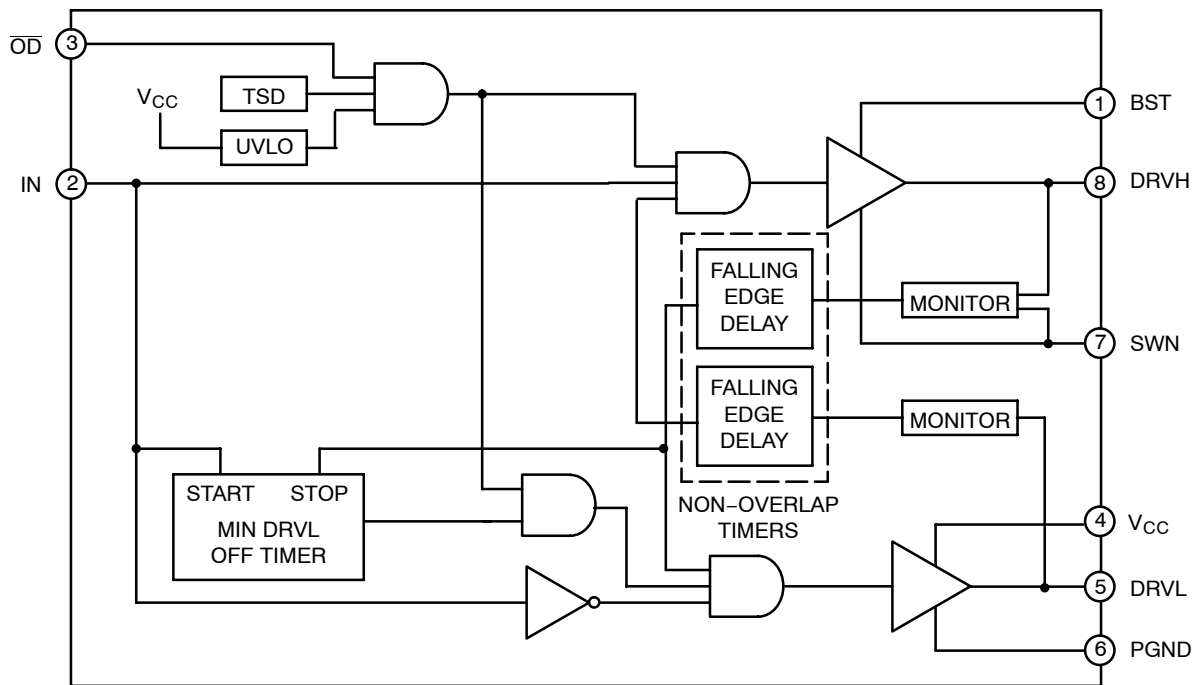 OD
3
TSD
VCC
UVLO
IN
2
1
BST
8
DRVH
FALLING
EDGE
DELAY
MONITOR
7
SWN
FALLING
EDGE
DELAY
MONITOR
START STOP
MIN DRVL
OFF TIMER
NON−OVERLAP
TIMERS
4
VCC
5
DRVL
6
PGND